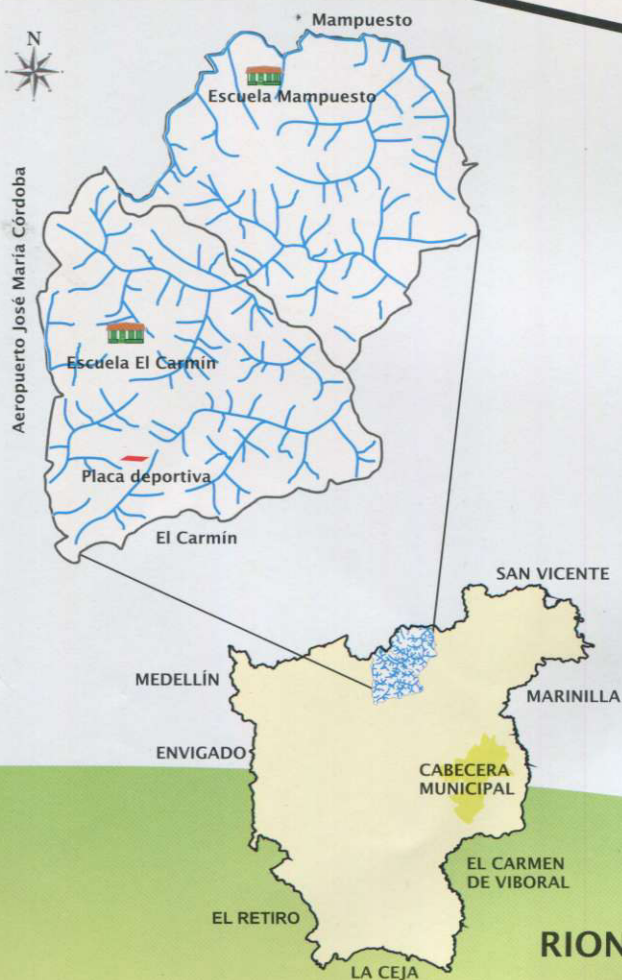 Mampuesto
N
Escuela Mampuesto
Aeropuerto José María Córdoba
Escuela El Carmín
Placa deportiva
El Carmín
SAN VICENTE
MEDELLÍN
MARINILLA
ENVIGADO
CABECERA
MUNICIPAL
EL CARMEN
DE VIBORAL
EL RETIRO
RION
LA CEJA